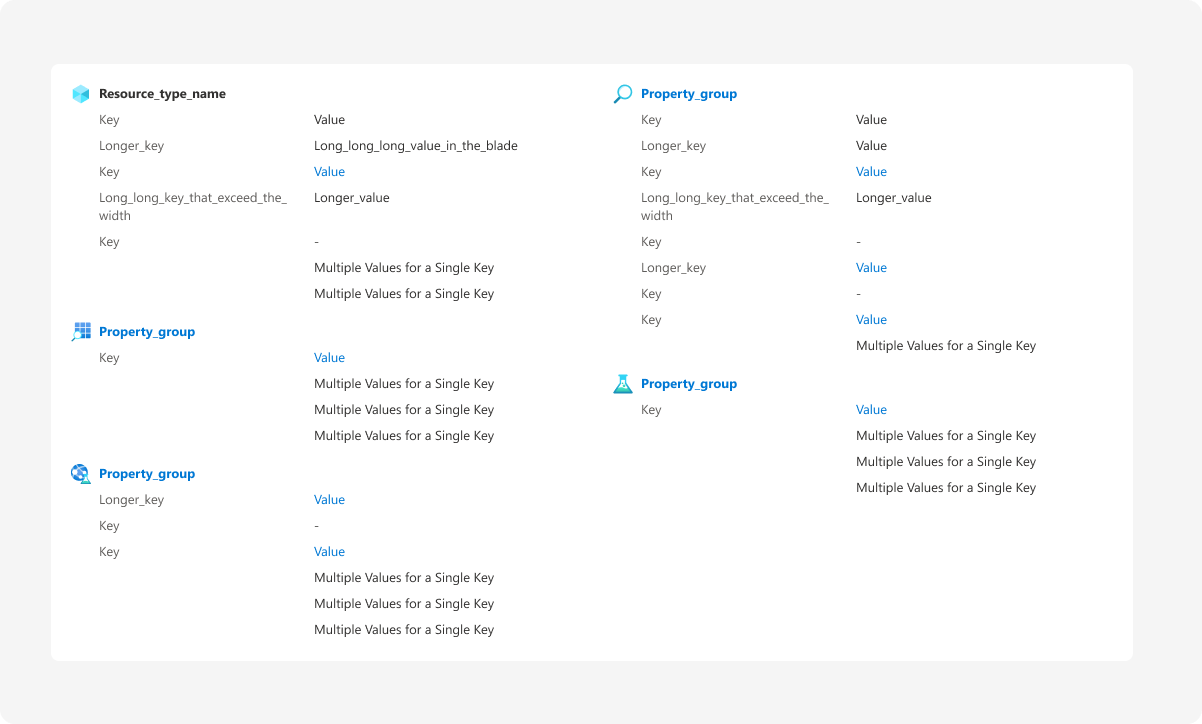 Resource_type_name
Key Value
Longer_key Long_long_long_value_in_the_blade
Key Value
Long_long_key_that_exceed_the_ Longer_value
width
Key -
Multiple Values for a Single Key
Multiple Values for a Single Key
Property_group
Key Value
Multiple Values for a Single Key
Multiple Values for a Single Key
Multiple Values for a Single Key
Property_group
Longer_key Value
Key -
Key Value
Multiple Values for a Single Key
Multiple Values for a Single Key
Multiple Values for a Single Key
Property_group
Key Value
Longer_key Value
Key Value
Long_long_key_that_exceed_the_ Longer_value
width
Key -
Longer_key Value
Key -
Key Value
Multiple Values for a Single Key
Property_group
Key Value
Multiple Values for a Single Key
Multiple Values for a Single Key
Multiple Values for a Single Key